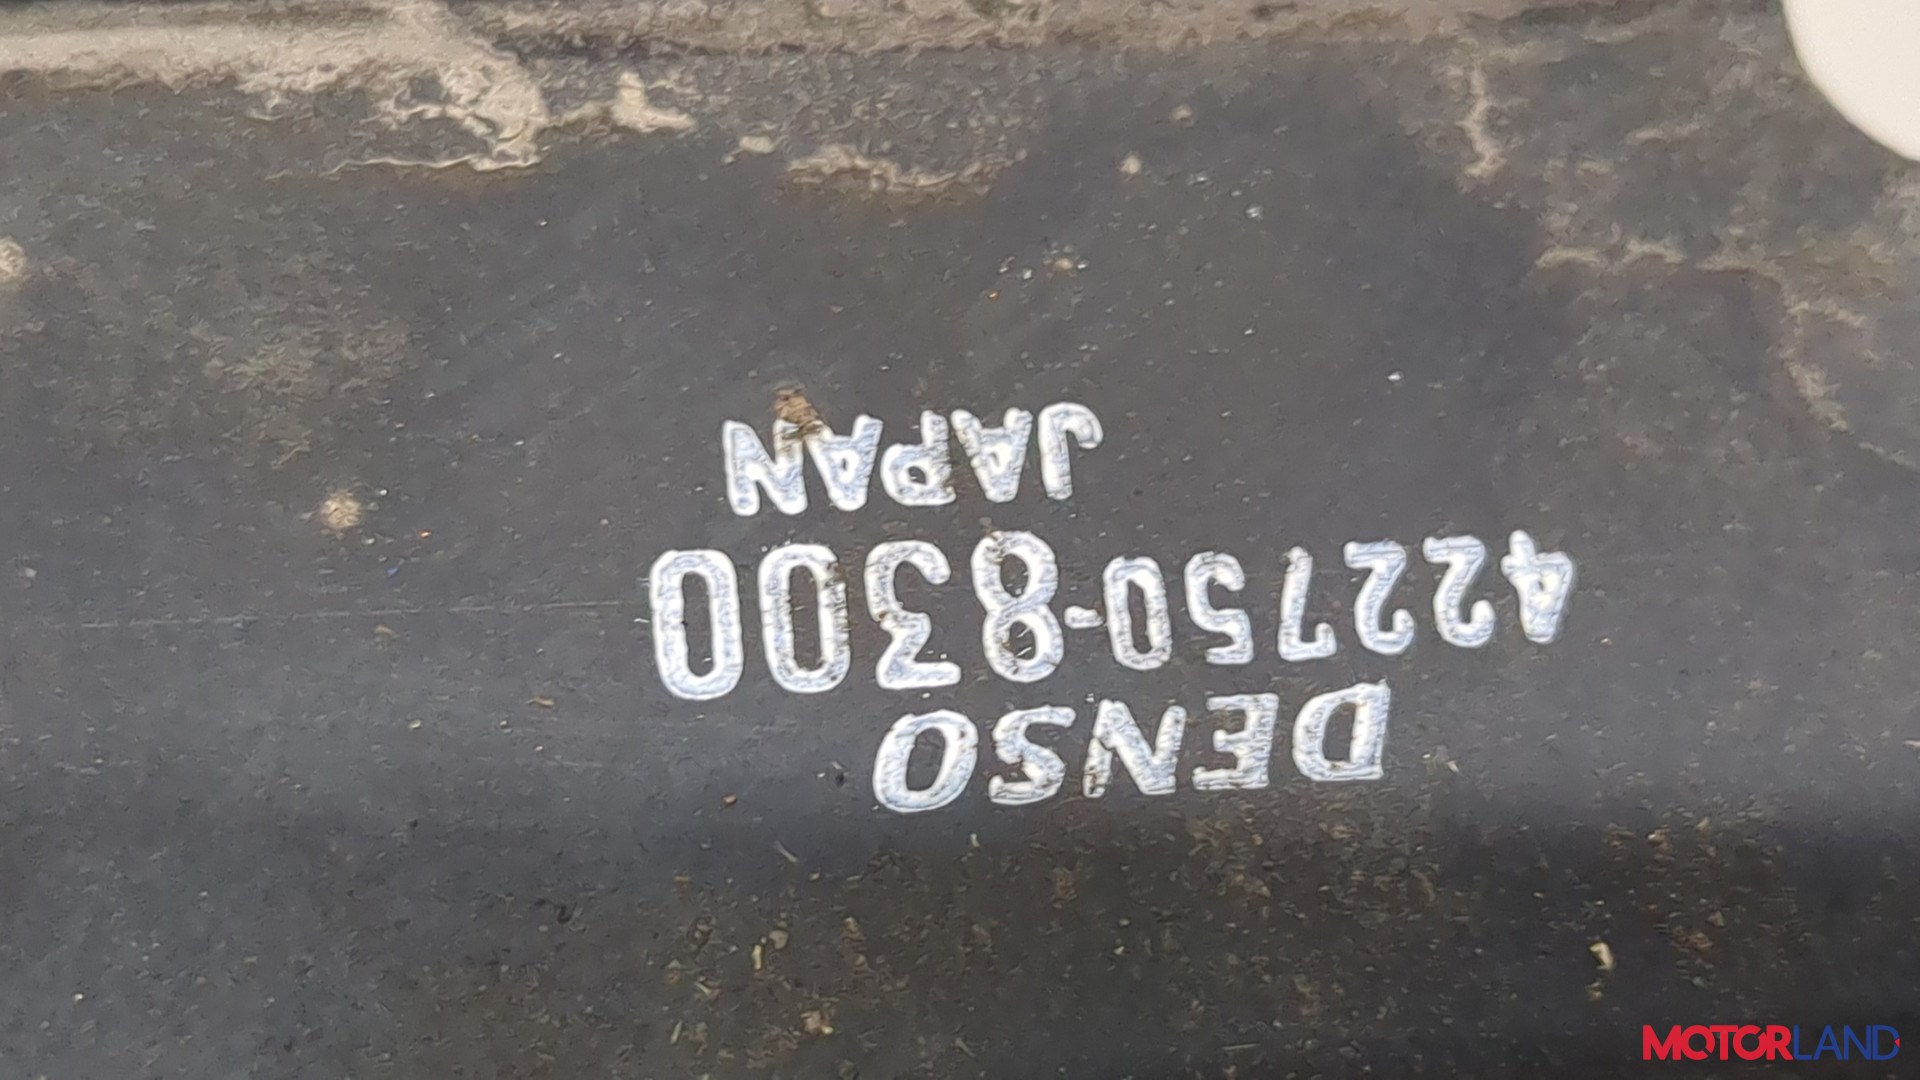 DENSO
422750-8300
JAPAN
MOTORLAND